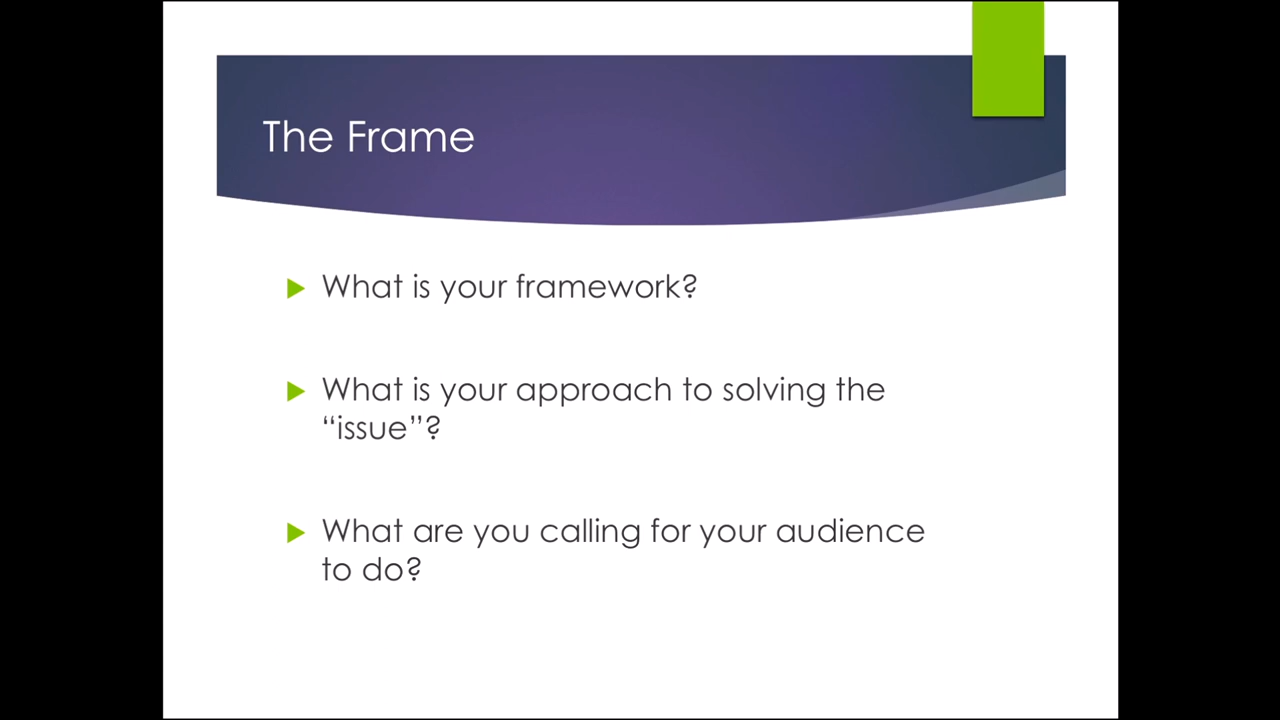 The Frame
What is your framework?
What is your approach to solving the
“issue”?
What are you calling for your audience
to do?